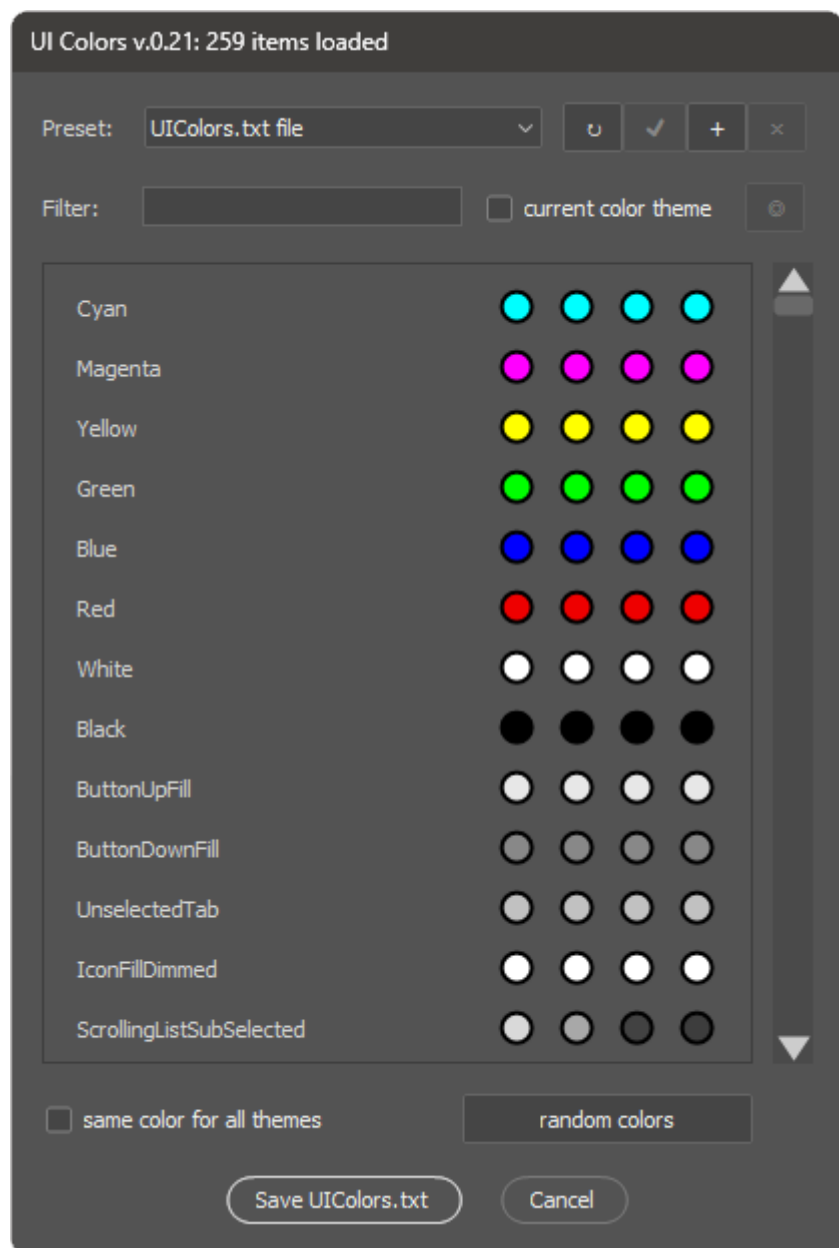 UI Colors v.0.21: 259 items loaded
Preset: UIColors.txt file
Filter: current color theme
Cyan
Magenta
Yellow
Green
Blue
Red
White
Black
ButtonUpFill
ButtonDownFill
UnselectedTab
IconFillDimmed
ScrollingListSubSelected
same color for all themes random colors
Save UIColors.txt Cancel